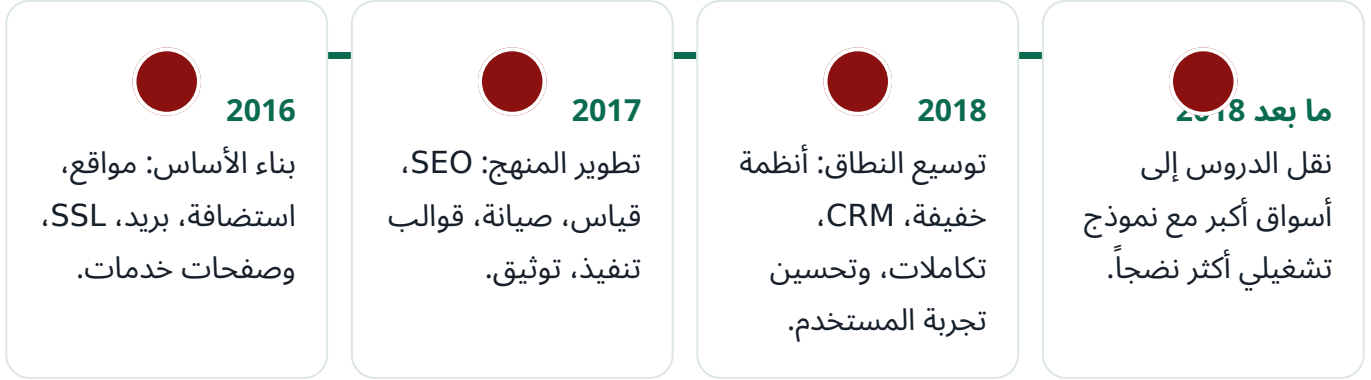 2016
بناء الأساس: مواقع،
استضافة، بريد، SSL،
وصفحات خدمات.
2017
تطوير المنهج: SEO،
قياس، صيانة، قوالب
تنفيذ، توثيق.
2018
توسيع النطاق: أنظمة
خفيفة، CRM،
تكاملات، وتحسين
تجربة المستخدم.
ما بعد 2018
نقل الدروس إلى
أسواق أكبر مع نموذج
تشغيلي أكثر نضجاً.